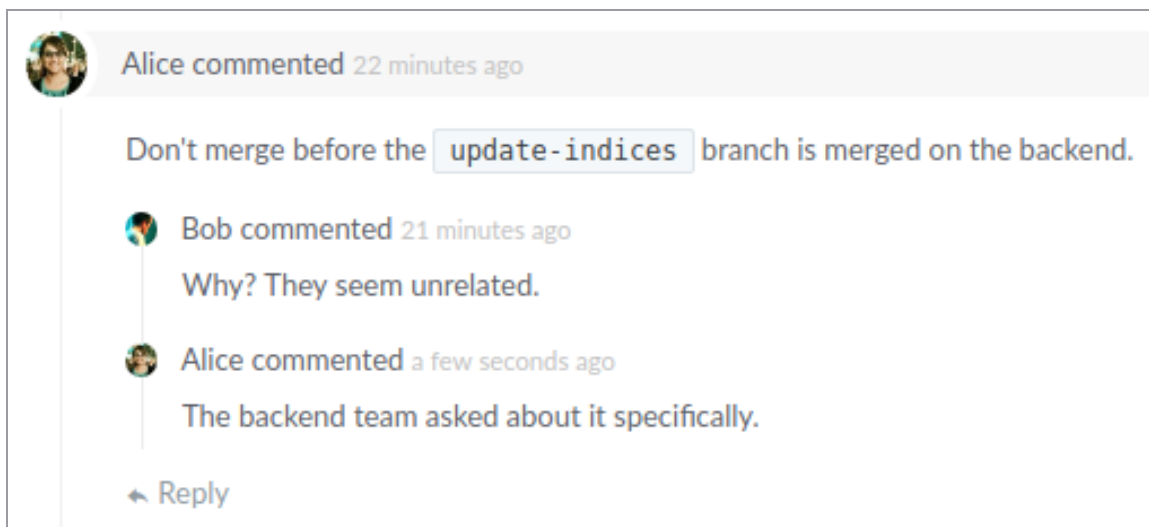 Alice commented 22 minutes ago
Don't merge before the update-indices branch is merged on the backend.
Bob commented 21 minutes ago
Why? They seem unrelated.
Alice commented a few seconds ago
The backend team asked about it specifically.
Reply